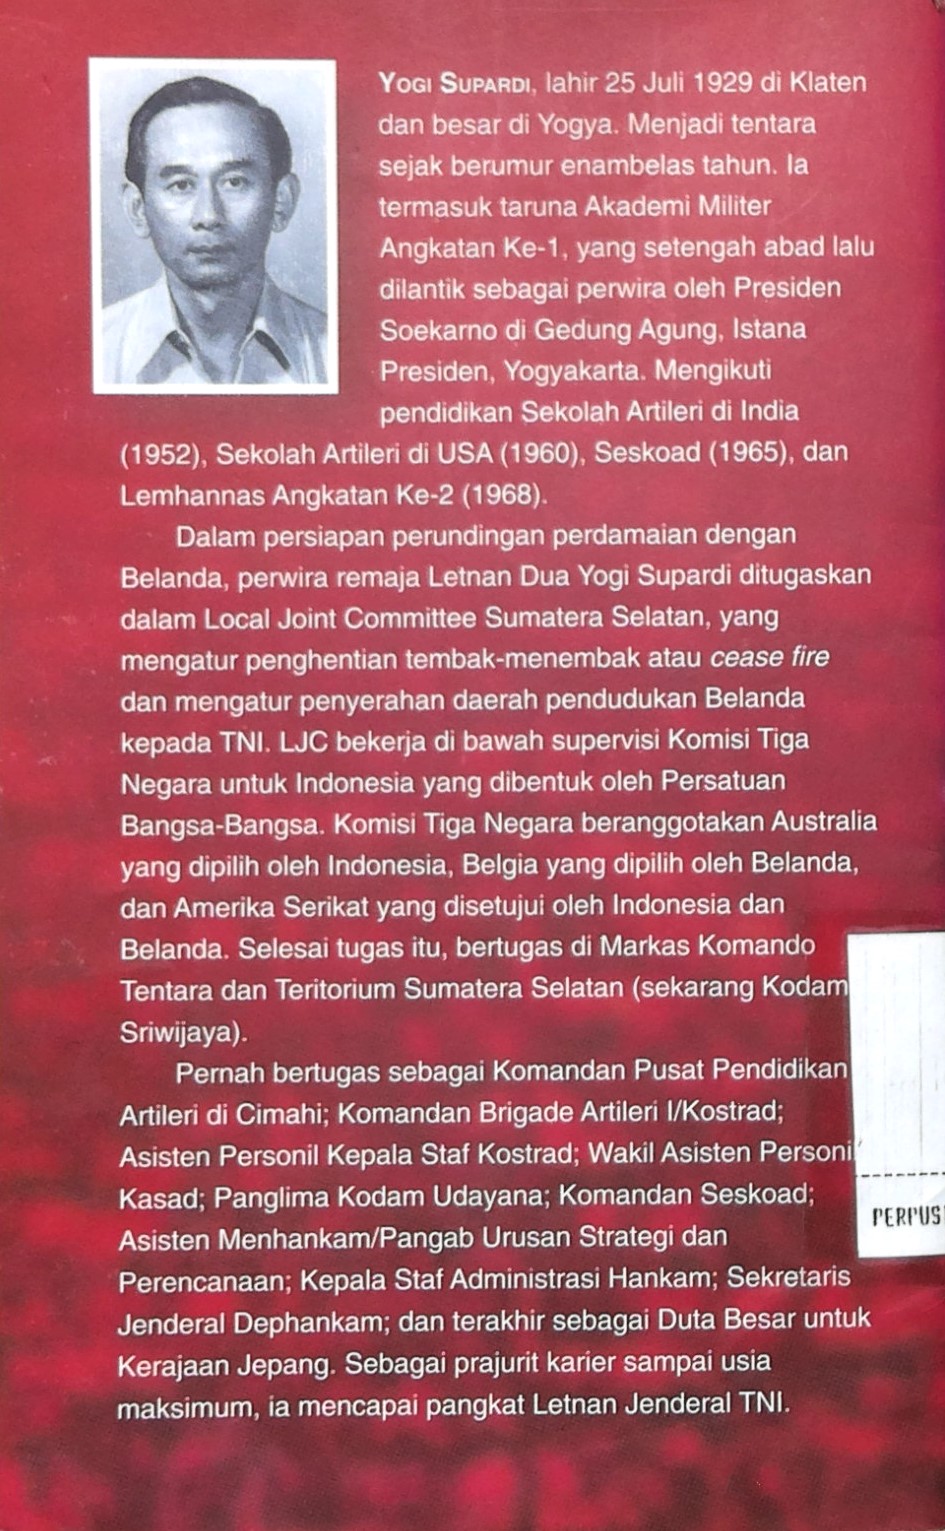 YOGI SUPARDI, lahir 25 Juli 1929 di Klaten
dan besar di Yogya. Menjadi tentara
sejak berumur enambelas tahun. Ia
termasuk taruna Akademi Militer
Angkatan Ke-1, yang setengah abad lalu
dilantik sebagai perwira oleh Presiden
Soekarno di Gedung Agung, Istana
Presiden, Yogyakarta. Mengikuti
pendidikan Sekolah Artileri di India
(1952), Sekolah Artileri di USA (1960), Seskoad (1965), dan
Lemhannas Angkatan Ke-2 (1968).
Dalam persiapan perundingan perdamaian dengan
Belanda, perwira remaja Letnan Dua Yogi Supardi ditugaskan
dalam Local Joint Committee Sumatera Selatan, yang
mengatur penghentian tembak-menembak atau cease fire
dan mengatur penyerahan daerah pendudukan Belanda
kepada TNI. LJC bekerja di bawah supervisi Komisi Tiga
Negara untuk Indonesia yang dibentuk oleh Persatuan
Bangsa-Bangsa. Komisi Tiga Negara beranggotakan Australia
yang dipilih oleh Indonesia, Belgia yang dipilih oleh Belanda,
dan Amerika Serikat yang disetujui oleh Indonesia dan
Belanda. Selesai tugas itu, bertugas di Markas Komando
Tentara dan Teritorium Sumatera Selatan (sekarang Kodam
Sriwijaya).
Pernah bertugas sebagai Komandan Pusat Pendidikan
Artileri di Cimahi; Komandan Brigade Artileri I/Kostrad;
Asisten Personil Kepala Staf Kostrad; Wakil Asisten Personi
Kasad; Panglima Kodam Udayana; Komandan Seskoad;
Asisten Menhankam/Pangab Urusan Strategi dan
Perencanaan; Kepala Staf Administrasi Hankam; Sekretaris
Jenderal Dephankam; dan terakhir sebagai Duta Besar untuk
Kerajaan Jepang. Sebagai prajurit karier sampai usia
maksimum, ia mencapai pangkat Letnan Jenderal TNI.
PERPUS